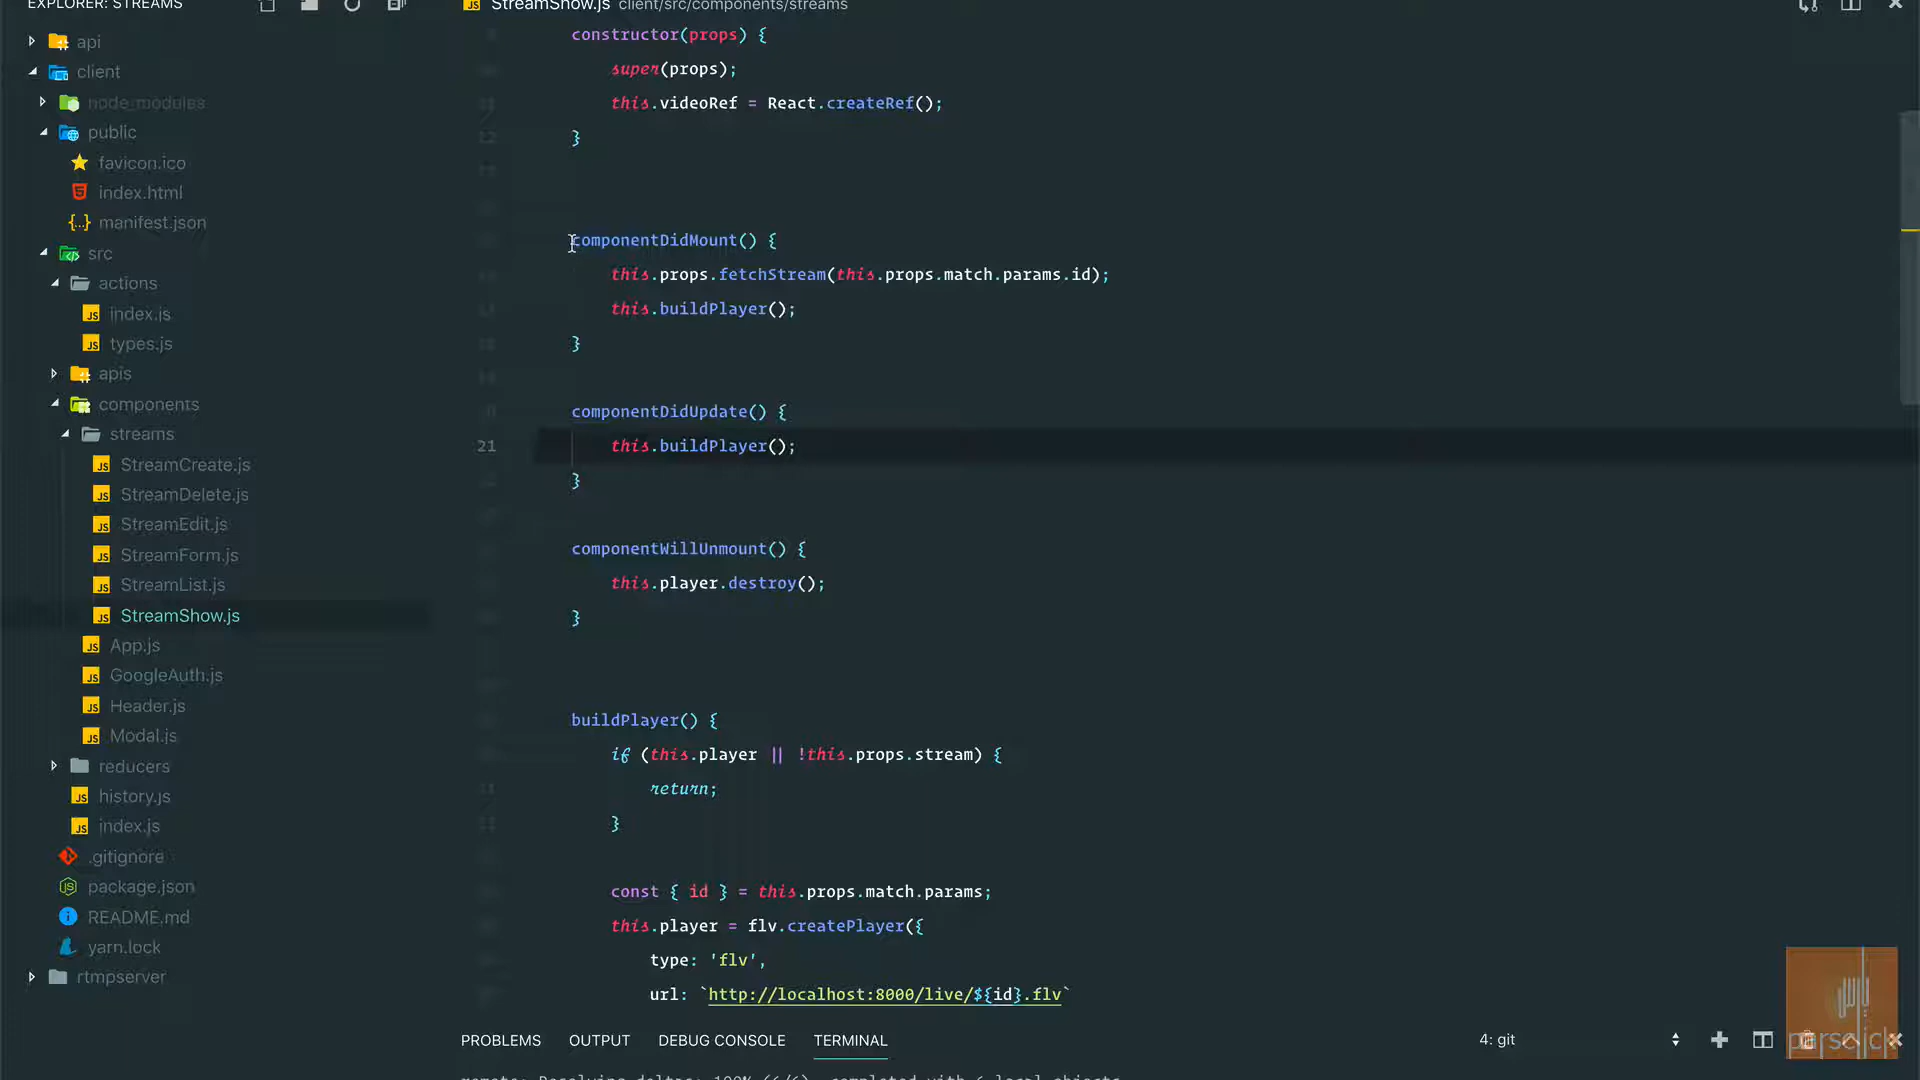 EXPLORER: STREAMS
api
client
node_modules
public
favicon.ico
index.html
manifest.json
src
actions
index.js
types.js
apis
components
streams
StreamCreate.js
StreamDelete.js
StreamEdit.js
StreamForm.js
StreamList.js
StreamShow.js
App.js
GoogleAuth.js
Header.js
Modal.js
reducers
history.js
index.js
.gitignore
package.json
README.md
yarn.lock
rtmpserver
StreamShow.js client/src/components/streams
constructor(props) {
super(props);
this.videoRef = React.createRef();
}
componentDidMount() {
this.props.fetchStream(this.props.match.params.id);
this.buildPlayer();
}
componentDidUpdate() {
21 this.buildPlayer();
}
componentWillUnmount() {
this.player.destroy();
}
buildPlayer() {
if (this.player || !this.props.stream) {
return;
}
const { id } = this.props.match.params;
this.player = flv.createPlayer({
type: 'flv',
url: `http://localhost:8000/live/${id}.flv`
PROBLEMS OUTPUT DEBUG CONSOLE TERMINAL 4: git
parsclick